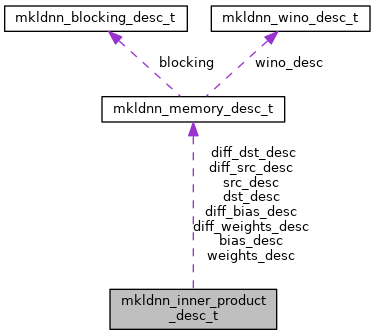 mkldnn_blocking_desc_t
mkldnn_wino_desc_t
blocking
wino_desc
mkldnn_memory_desc_t
diff_dst_desc
diff_src_desc
src_desc
dst_desc
diff_bias_desc
diff_weights_desc
bias_desc
weights_desc
mkldnn_inner_product
_desc_t